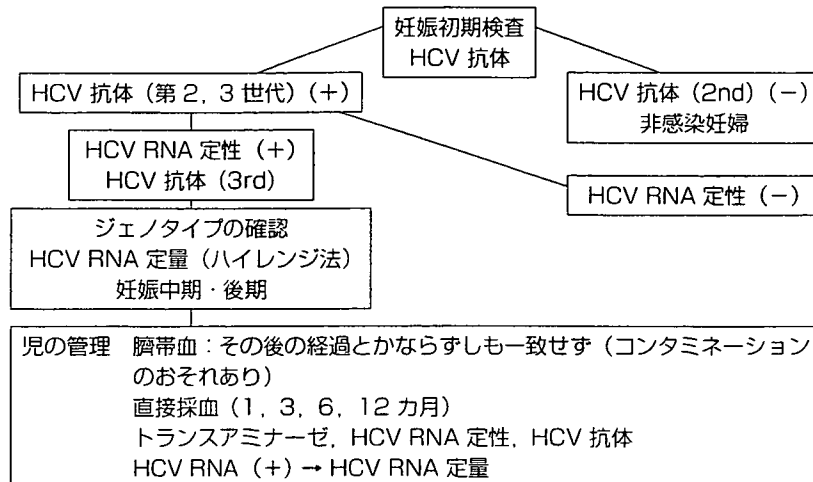 妊娠初期検査
HCV 抗体
HCV 抗体（第2，3世代）（＋）
HCV 抗体（2nd）（－）
非感染妊婦
HCV RNA 定性（＋）
HCV 抗体（3rd）
HCV RNA 定性（－）
ジェノタイプの確認
HCV RNA 定量（ハイレンジ法）
妊娠中期・後期
児の管理　臍帯血：その後の経過とかならずしも一致せず（コンタミネーション
のおそれあり）
直接採血（1，3，6，12 カ月）
トランスアミナーゼ，HCV RNA 定性，HCV 抗体
HCV RNA（＋）→ HCV RNA 定量